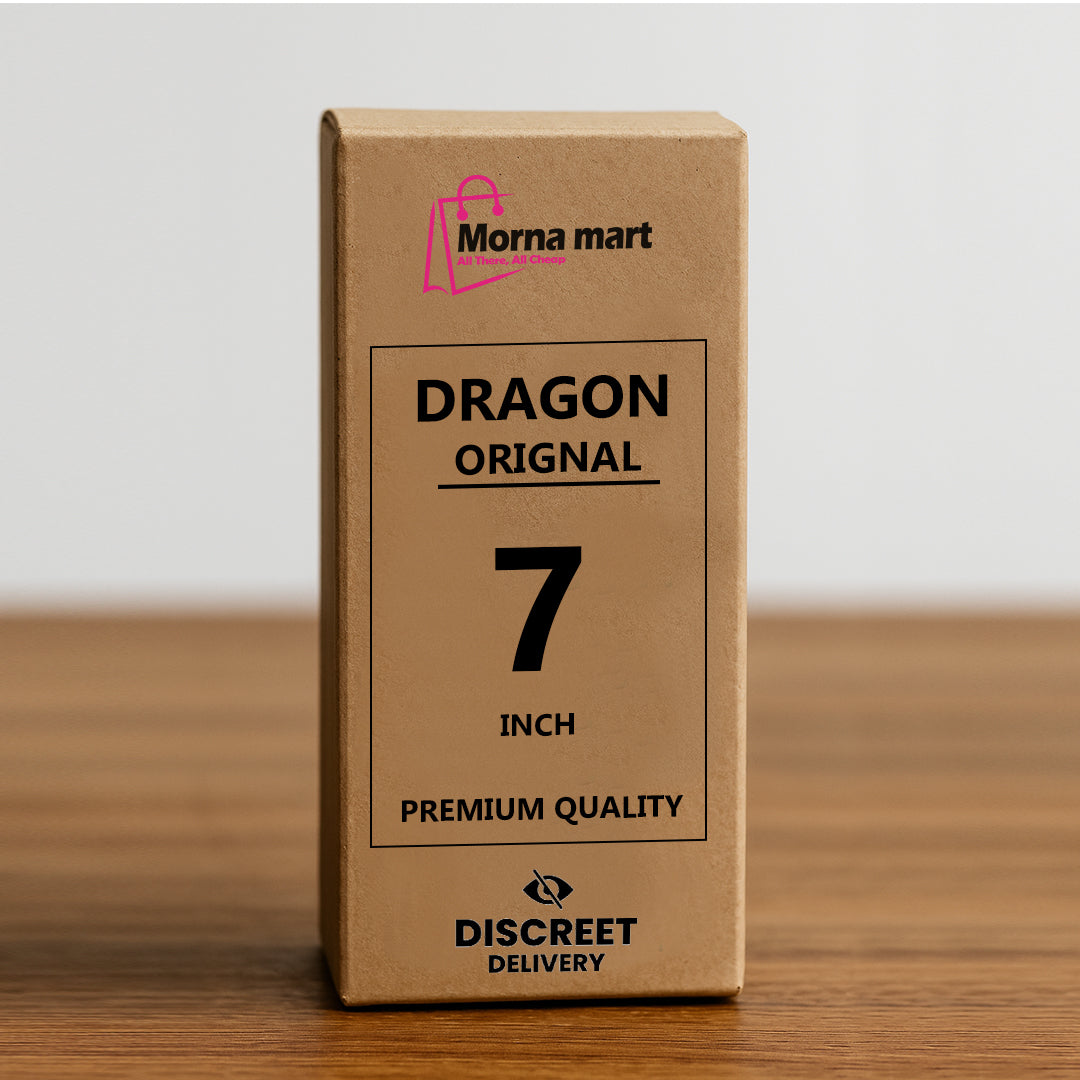 Morna mart
All There, All Cheap
DRAGON
ORIGNAL
7
INCH
PREMIUM QUALITY
DISCREET
DELIVERY